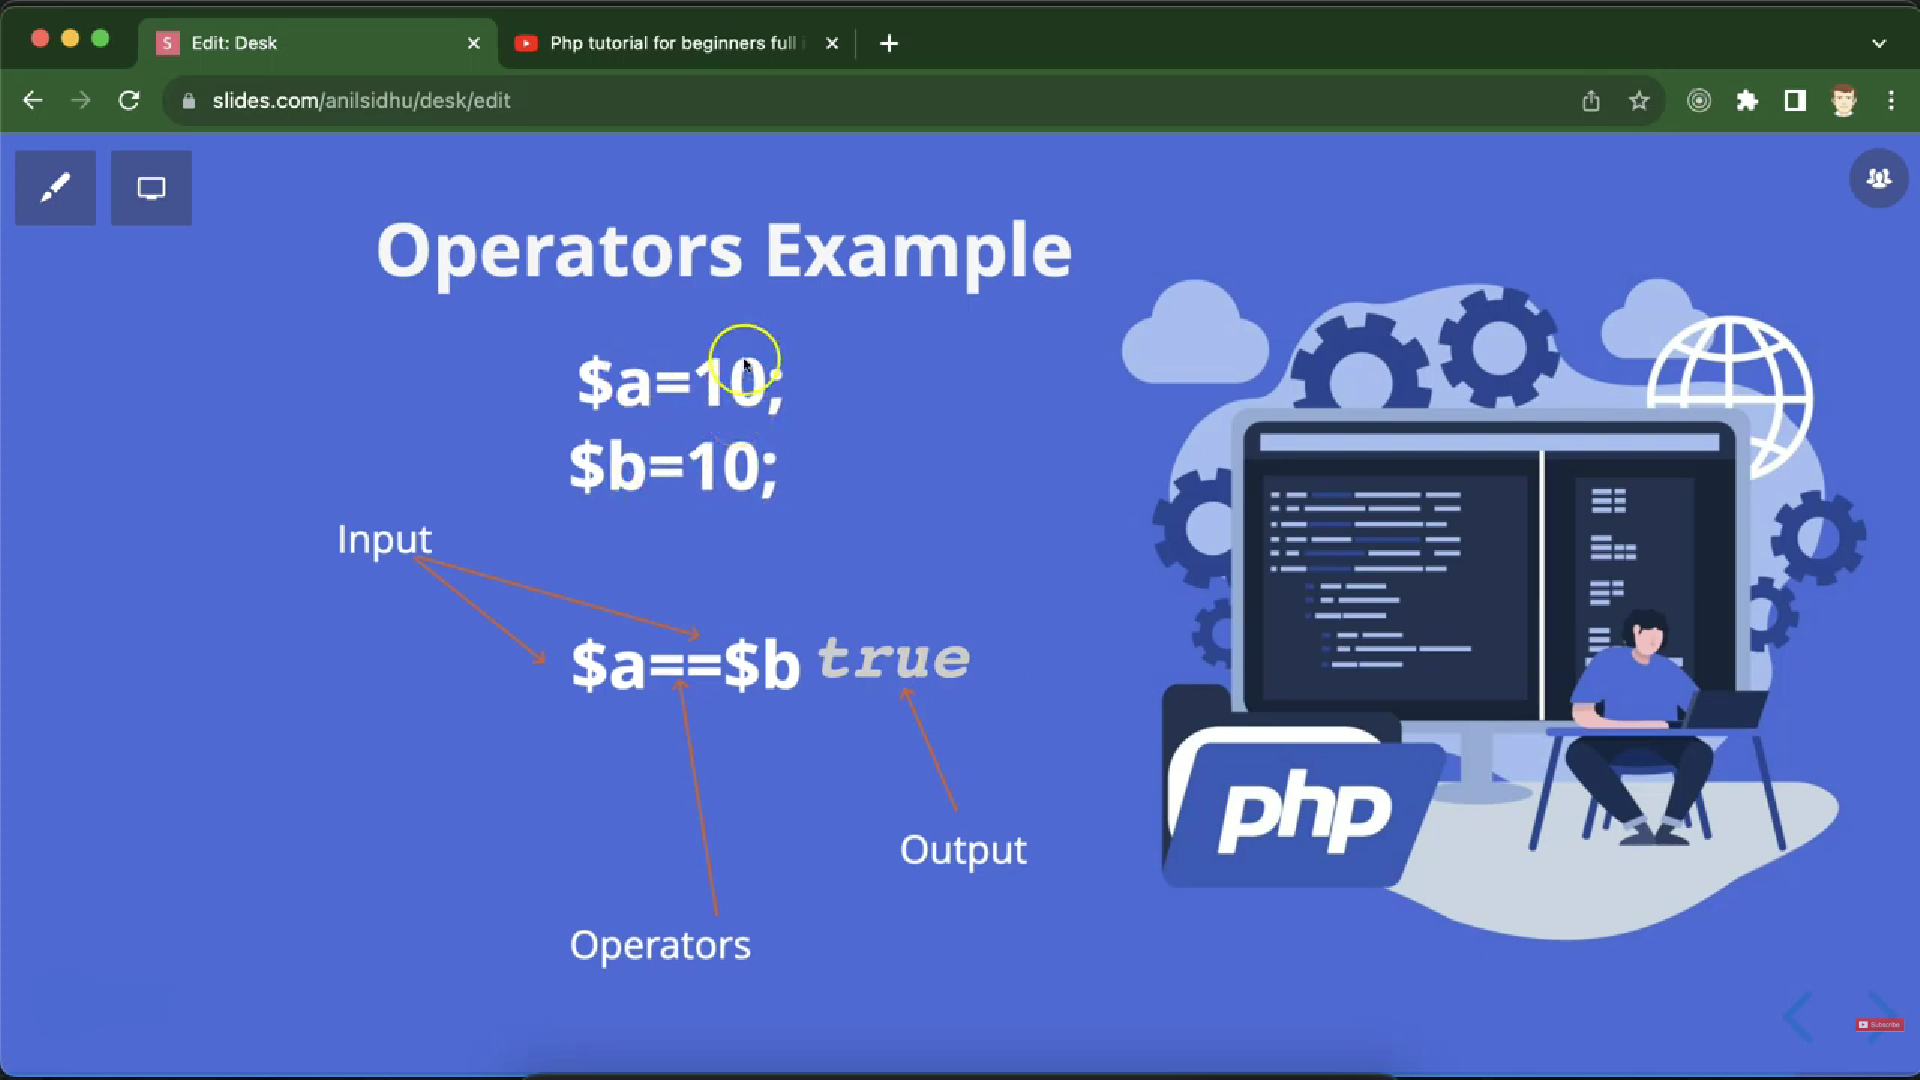 S Edit: Desk
Php tutorial for beginners full
slides.com/anilsidhu/desk/edit
Operators Example
$a=10;
$b=10;
Input
$a==$b true
Output
Operators
php
Subscribe